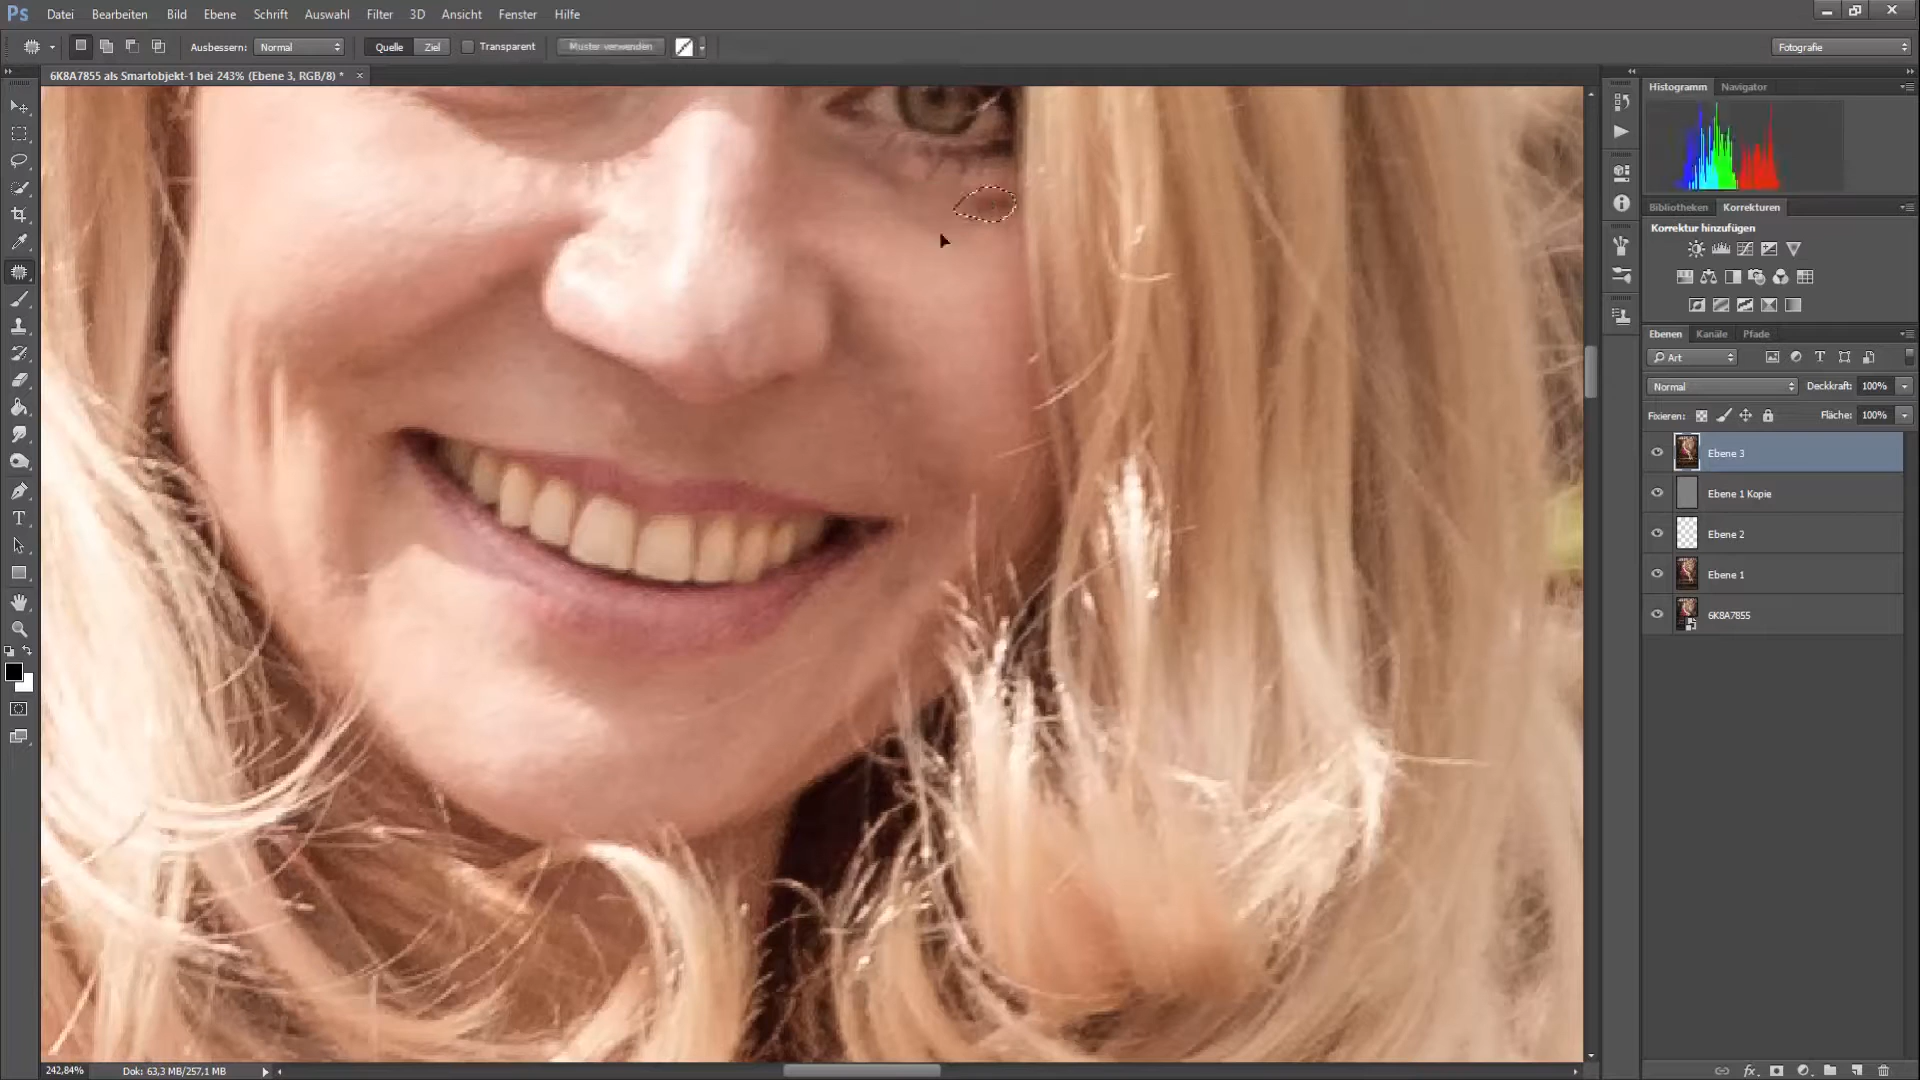 Ps Datei Bearbeiten Bild Ebene Schrift Auswahl Filter 3D Ansicht Fenster Hilfe
Ausbessern: Normal Quelle Ziel Transparent Muster verwenden Fotografie
6K8A7855 als Smartobjekt-1 bei 243% (Ebene 3, RGB/8) * ×
Histogramm Navigator
Bibliotheken Korrekturen
Korrektur hinzufügen
Ebenen Kanäle Pfade
Art T
Normal Deckkraft: 100%
Fixieren: Fläche: 100%
Ebene 3
Ebene 1 Kopie
Ebene 2
Ebene 1
6K8A7855
T
242,84% Dok: 63,3 MB/257,1 MB
fx